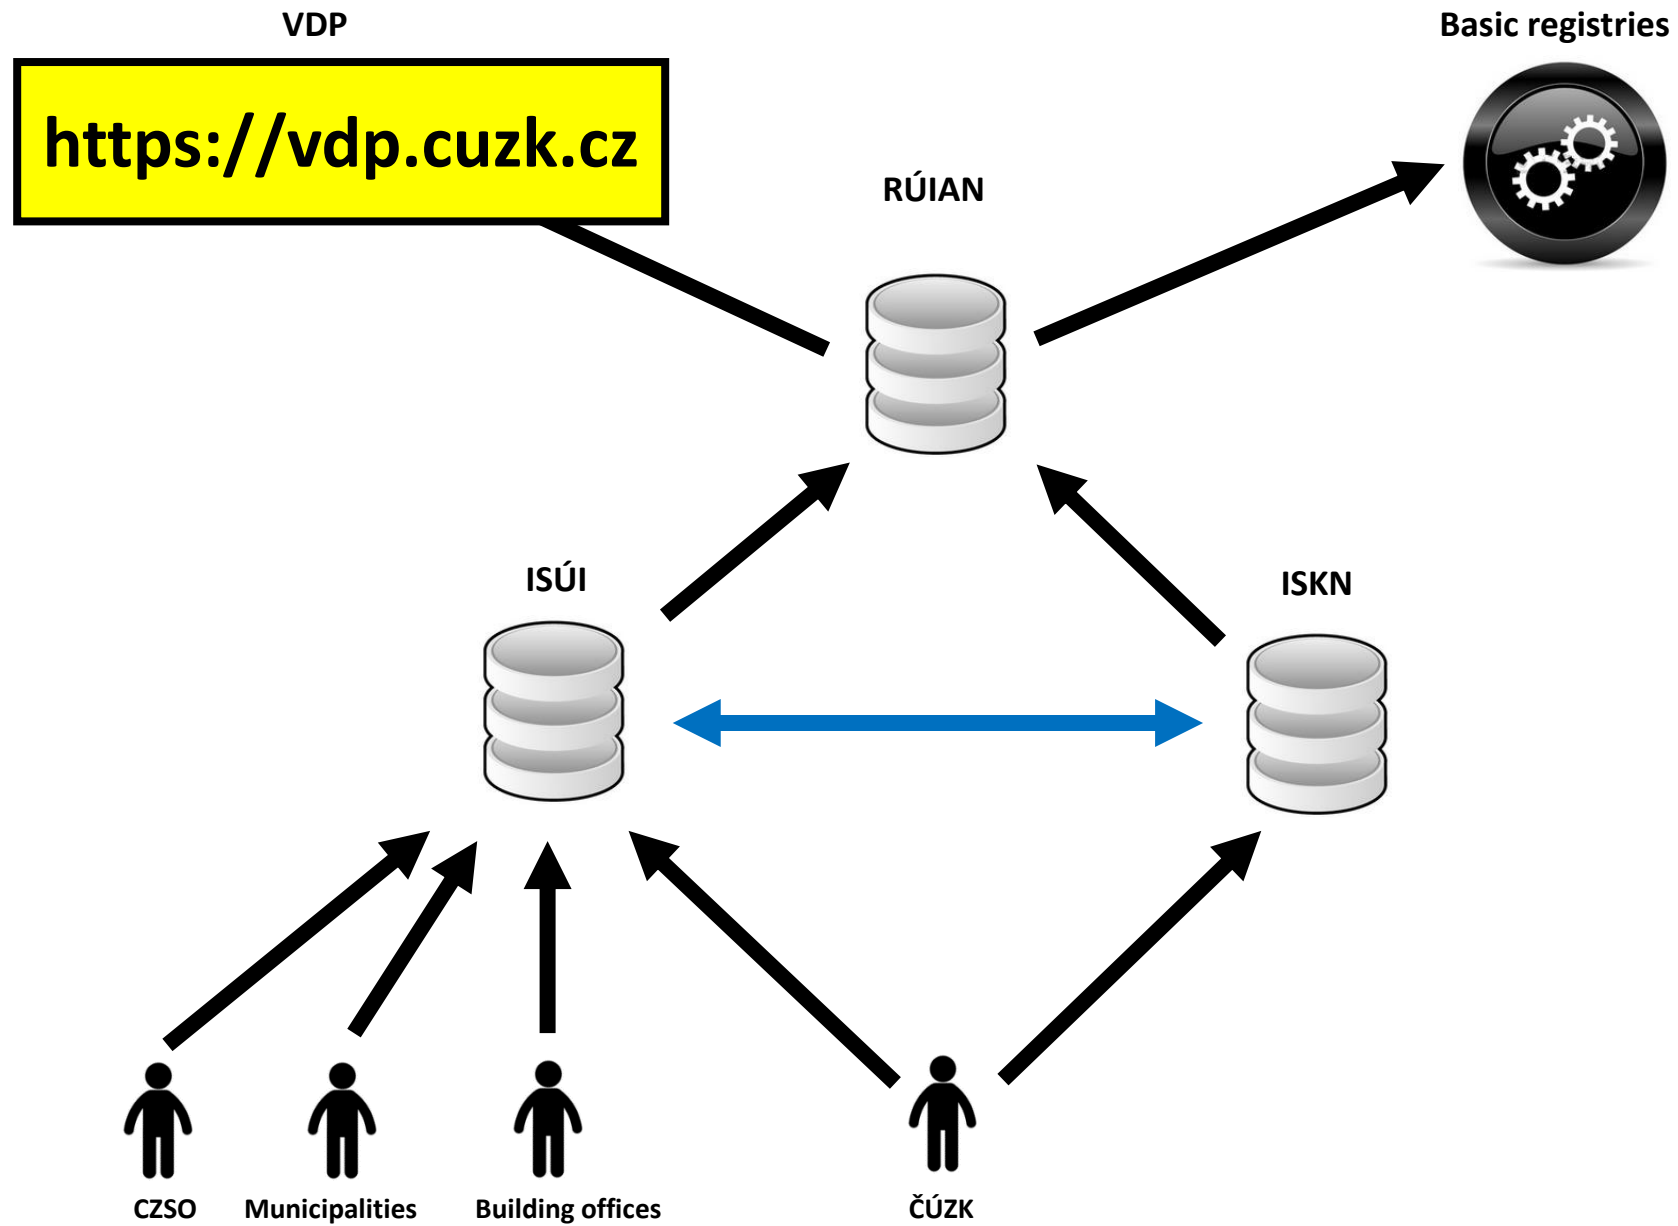 VDP
Basic registries
https://vdp.cuzk.cz
RÚIAN
ISÚI
ISKN
CZSO
Municipalities
Building offices
ČÚZK